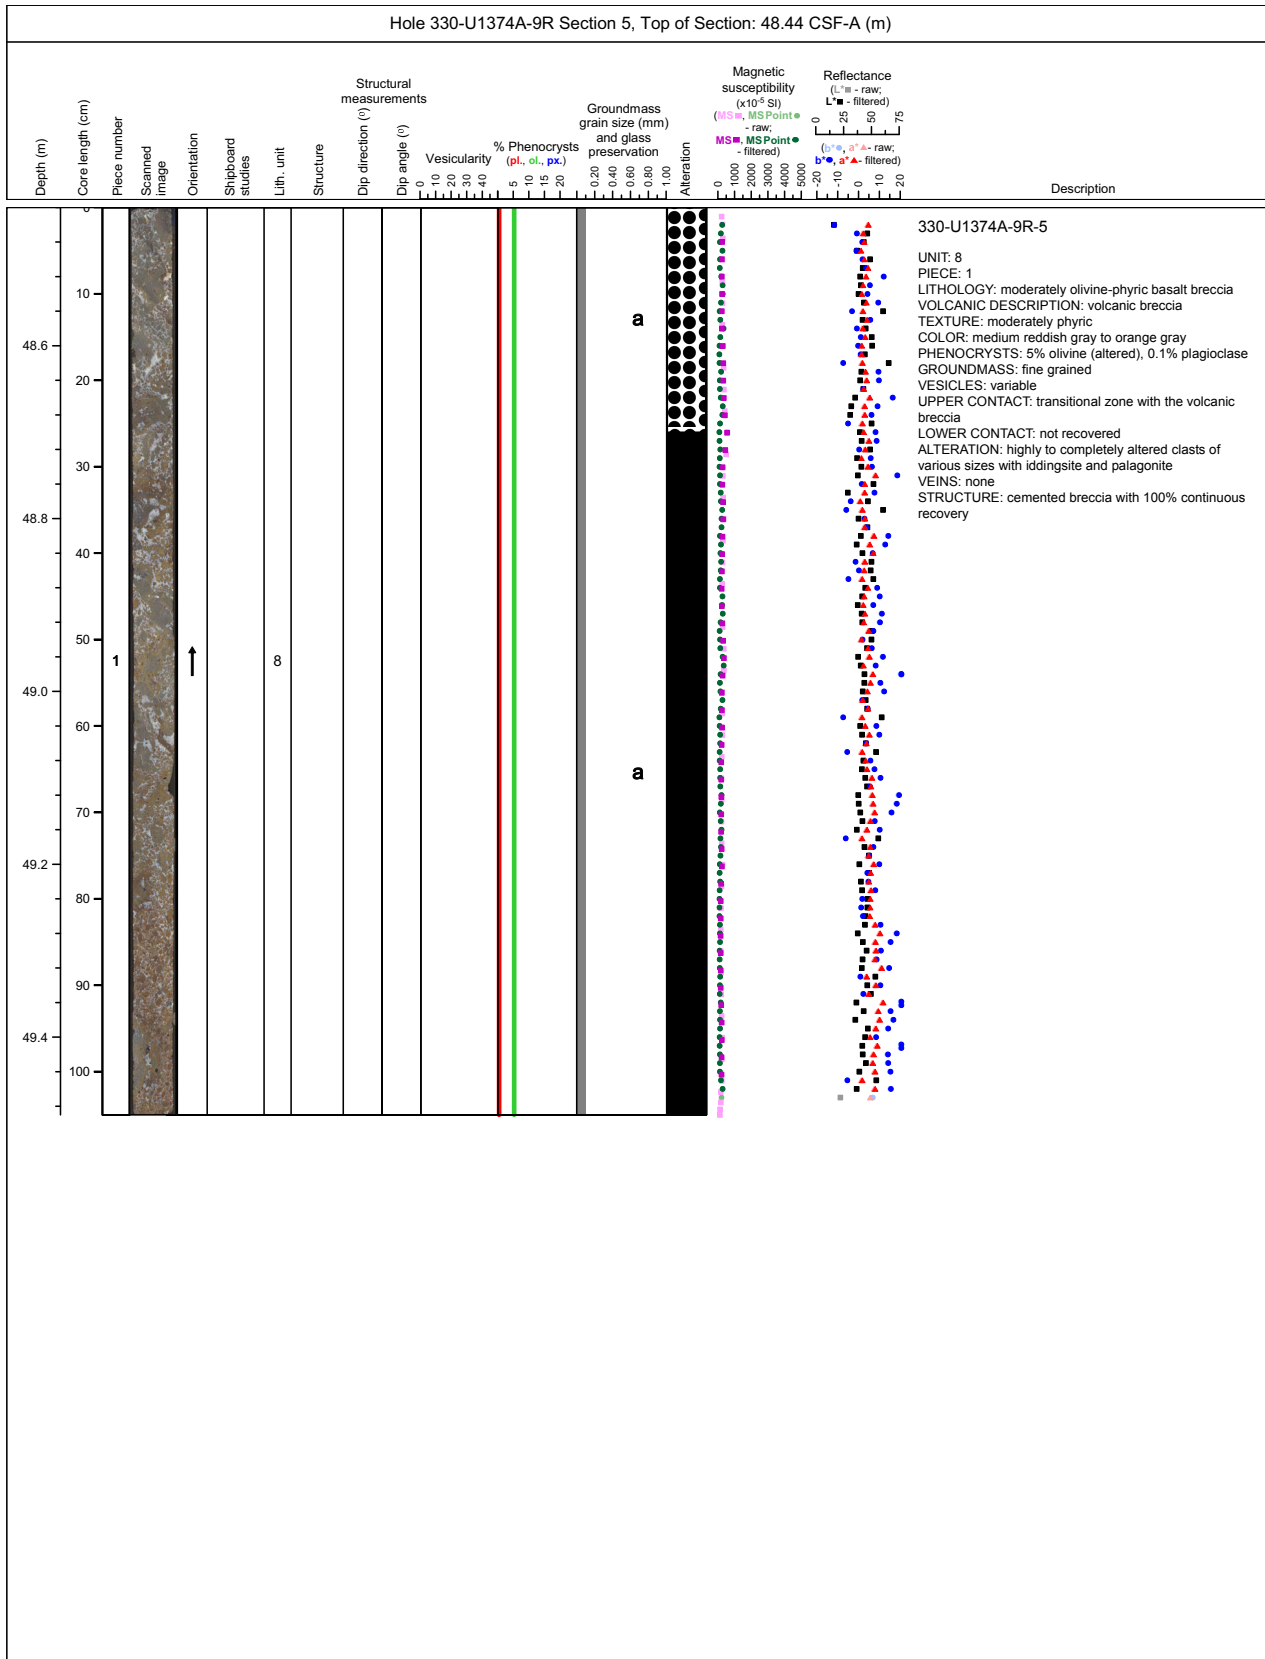 Hole 330-U1374A-9R Section 5, Top of Section: 48.44 CSF-A (m)
Depth (m)
Core length (cm)
Piece number
Scanned
image
Orientation
Shipboard
studies
Lith. unit
Structure
Structural
measurements
Dip direction (º)
Dip angle (º)
Vesicularity
0 10 20 30 40
% Phenocrysts
(pl., ol., px.)
5 10 15 20
Groundmass
grain size (mm)
and glass
preservation
0.20 0.40 0.60 0.80 1.00
Alteration
Magnetic
susceptibility
(x10-5 SI)
(MS■, MSPoint●
- raw;
MS■, MSPoint●
- filtered)
0 1000 2000 3000 4000 5000
Reflectance
(L*■ - raw;
L*■ - filtered)
0 25 50 75
(b*●, a*▲- raw;
b*●, a*▲- filtered)
-20 -10 0 10 20
Description
0
10
20
30
40
50
60
70
80
90
100
48.6
48.8
49.0
49.2
49.4
1
8
a
a
330-U1374A-9R-5
UNIT: 8
PIECE: 1
LITHOLOGY: moderately olivine-phyric basalt breccia
VOLCANIC DESCRIPTION: volcanic breccia
TEXTURE: moderately phyric
COLOR: medium reddish gray to orange gray
PHENOCRYSTS: 5% olivine (altered), 0.1% plagioclase
GROUNDMASS: fine grained
VESICLES: variable
UPPER CONTACT: transitional zone with the volcanic
breccia
LOWER CONTACT: not recovered
ALTERATION: highly to completely altered clasts of
various sizes with iddingsite and palagonite
VEINS: none
STRUCTURE: cemented breccia with 100% continuous
recovery